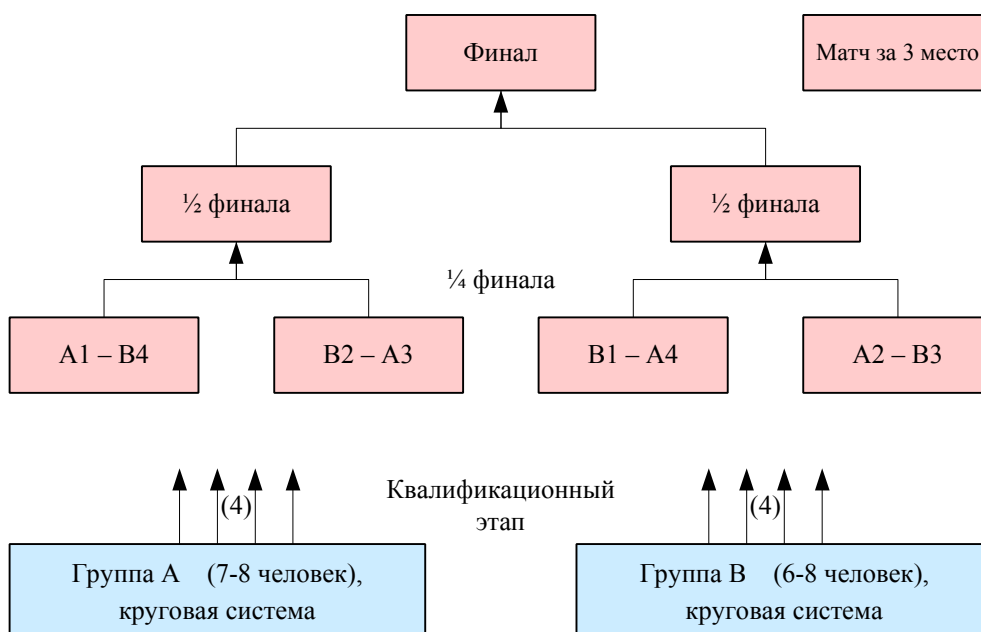 Финал
Матч за 3 место
½ финала
½ финала
¼ финала
A1 – B4
B2 – A3
B1 – A4
A2 – B3
(4)
Квалификационный
этап
(4)
Группа A (7-8 человек),
круговая система
Группа B (6-8 человек),
круговая система